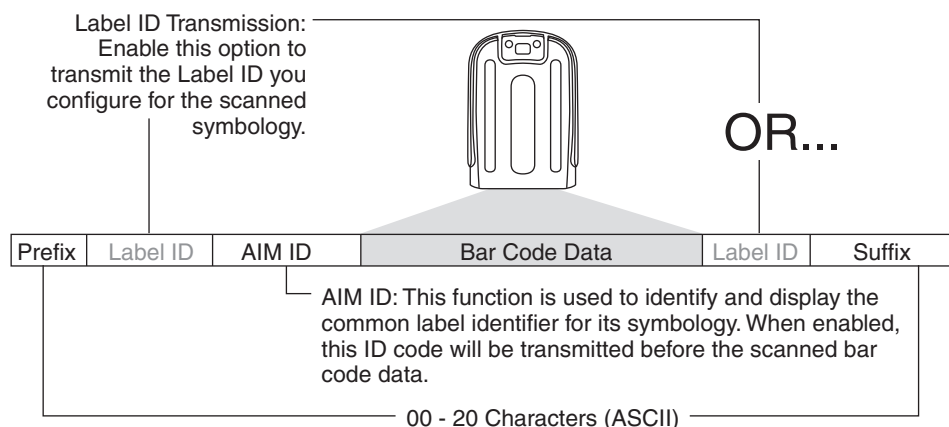 Label ID Transmission:
Enable this option to
transmit the Label ID you
configure for the scanned
symbology.
OR...
Prefix Label ID AIM ID Bar Code Data Label ID Suffix
AIM ID: This function is used to identify and display the
common label identifier for its symbology. When enabled,
this ID code will be transmitted before the scanned bar
code data.
00 - 20 Characters (ASCII)